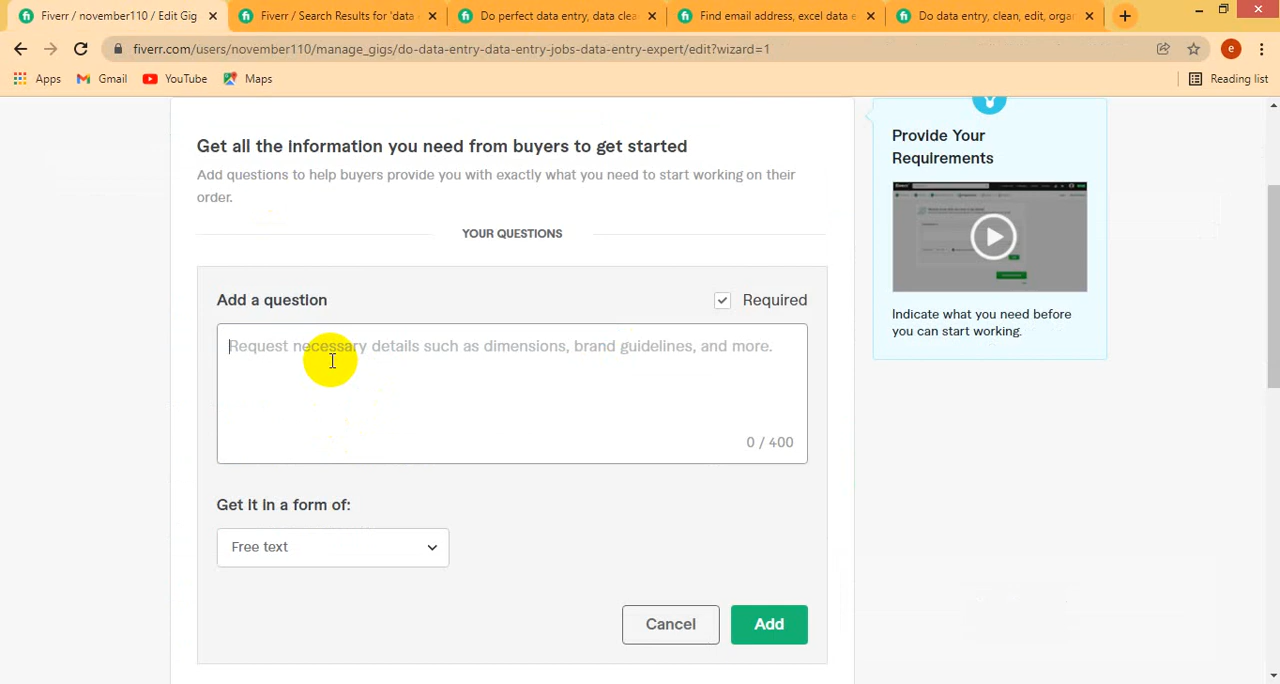 Fiverr / november110 / Edit Gig
Fiverr / Search Results for 'data
Do perfect data entry, data clea
Find email address, excel data e
Do data entry, clean, edit, orga
fiverr.com/users/november110/manage_gigs/do-data-entry-data-entry-jobs-data-entry-expert/edit?wizard=1
e
Apps
Gmail
YouTube
Maps
Reading list
Get all the information you need from buyers to get started
Add questions to help buyers provide you with exactly what you need to start working on their
order.
YOUR QUESTIONS
Add a question
Required
Request necessary details such as dimensions, brand guidelines, and more.
0 / 400
Get it in a form of:
Free text
Cancel
Add
Provide Your
Requirements
Indicate what you need before
you can start working.